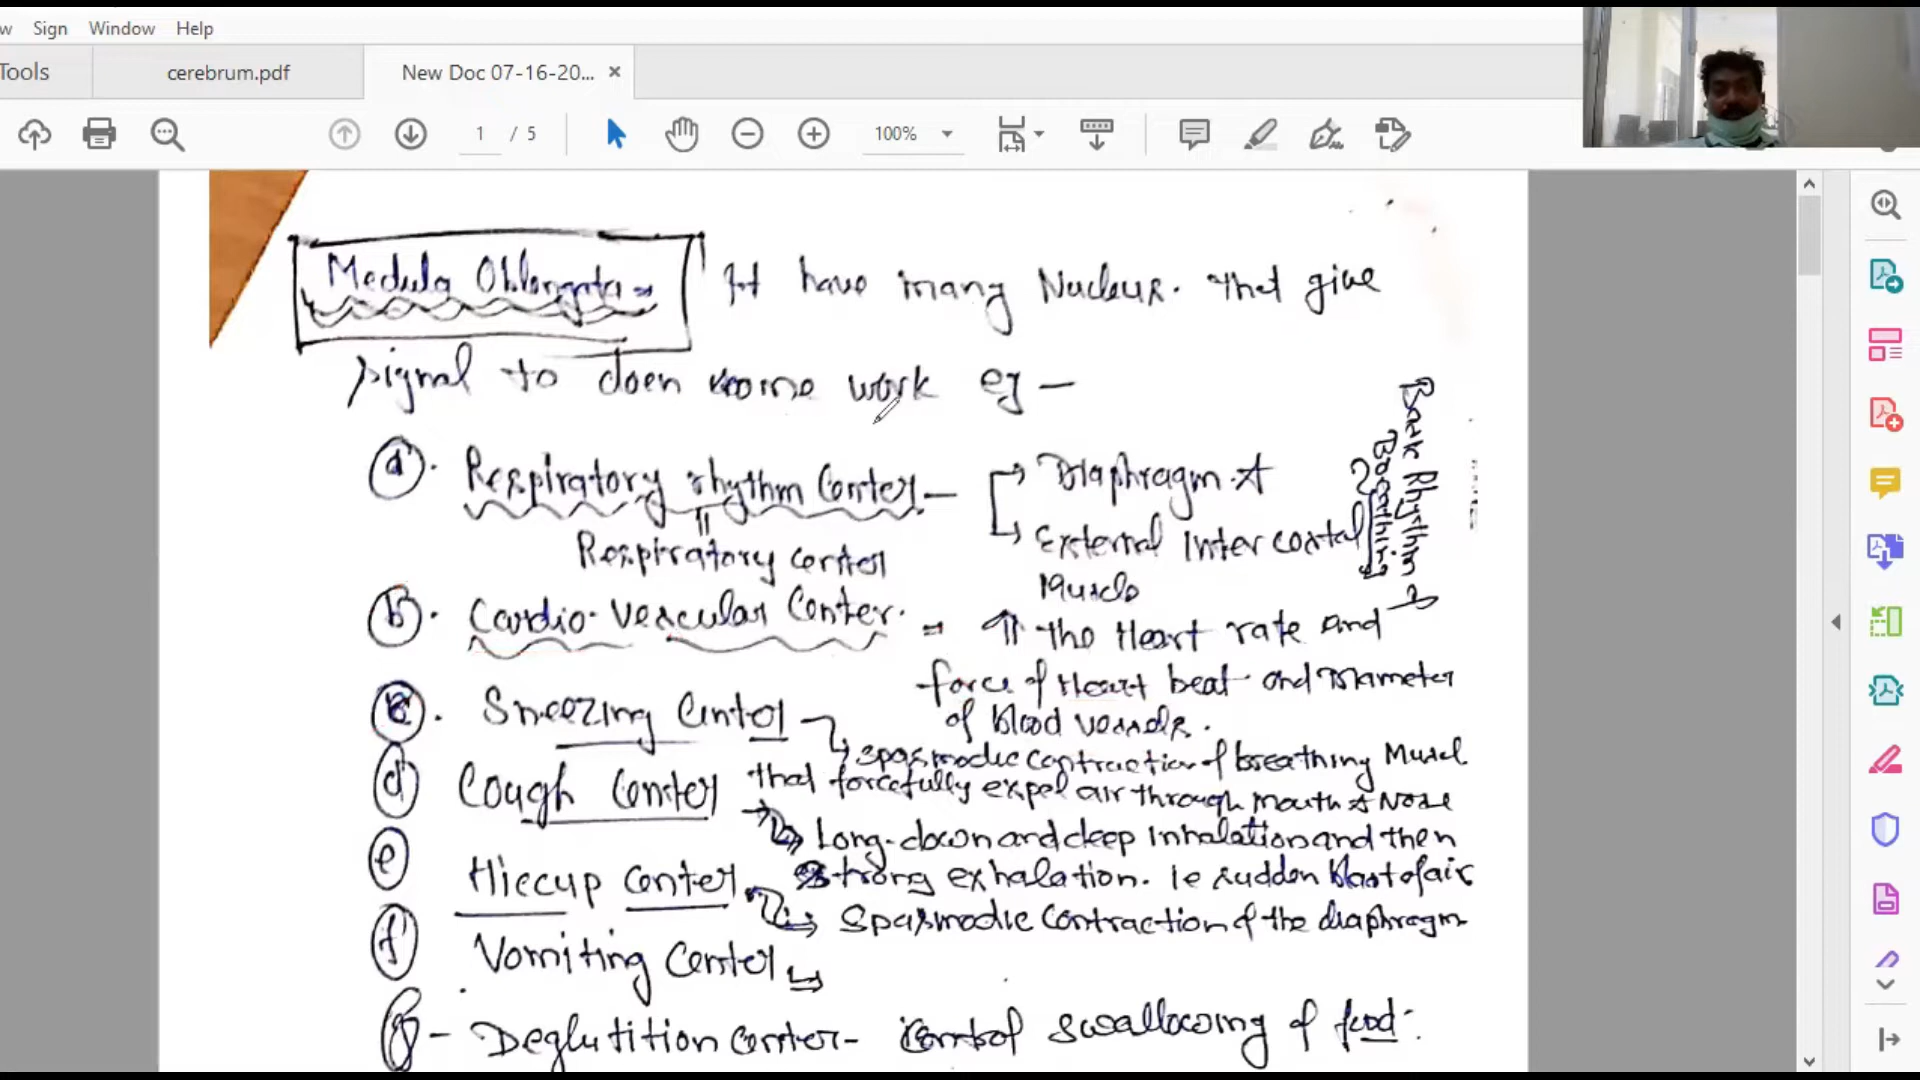 w Sign Window Help
Tools cerebrum.pdf New Doc 07-16-20... ×
1 / 5 100%
Medula Oblongata It have many Nucleus. that give
signal to doen some work eg —
a. Respiratory rhythm Center — Diaphragm &
External Intercostal
Muscle
= Respiratory center
Basic Rhythm
of Breathing
b. Cardio-vescular Center. = ⇑ the Heart rate and
force of Heart beat and Diameter
of blood vessels.
c. Sneezing Center
spasmodic contraction of breathing Muscl
that forcefully expel air through mouth & Nose
d Cough Center
Long-down and deep Inhalation and then
strong exhalation. ie sudden blast of air
e Hiccup Center
Spasmodic Contraction of the diaphragm
f Vomiting Center
g - Deglutition center - Control swallowing of food.